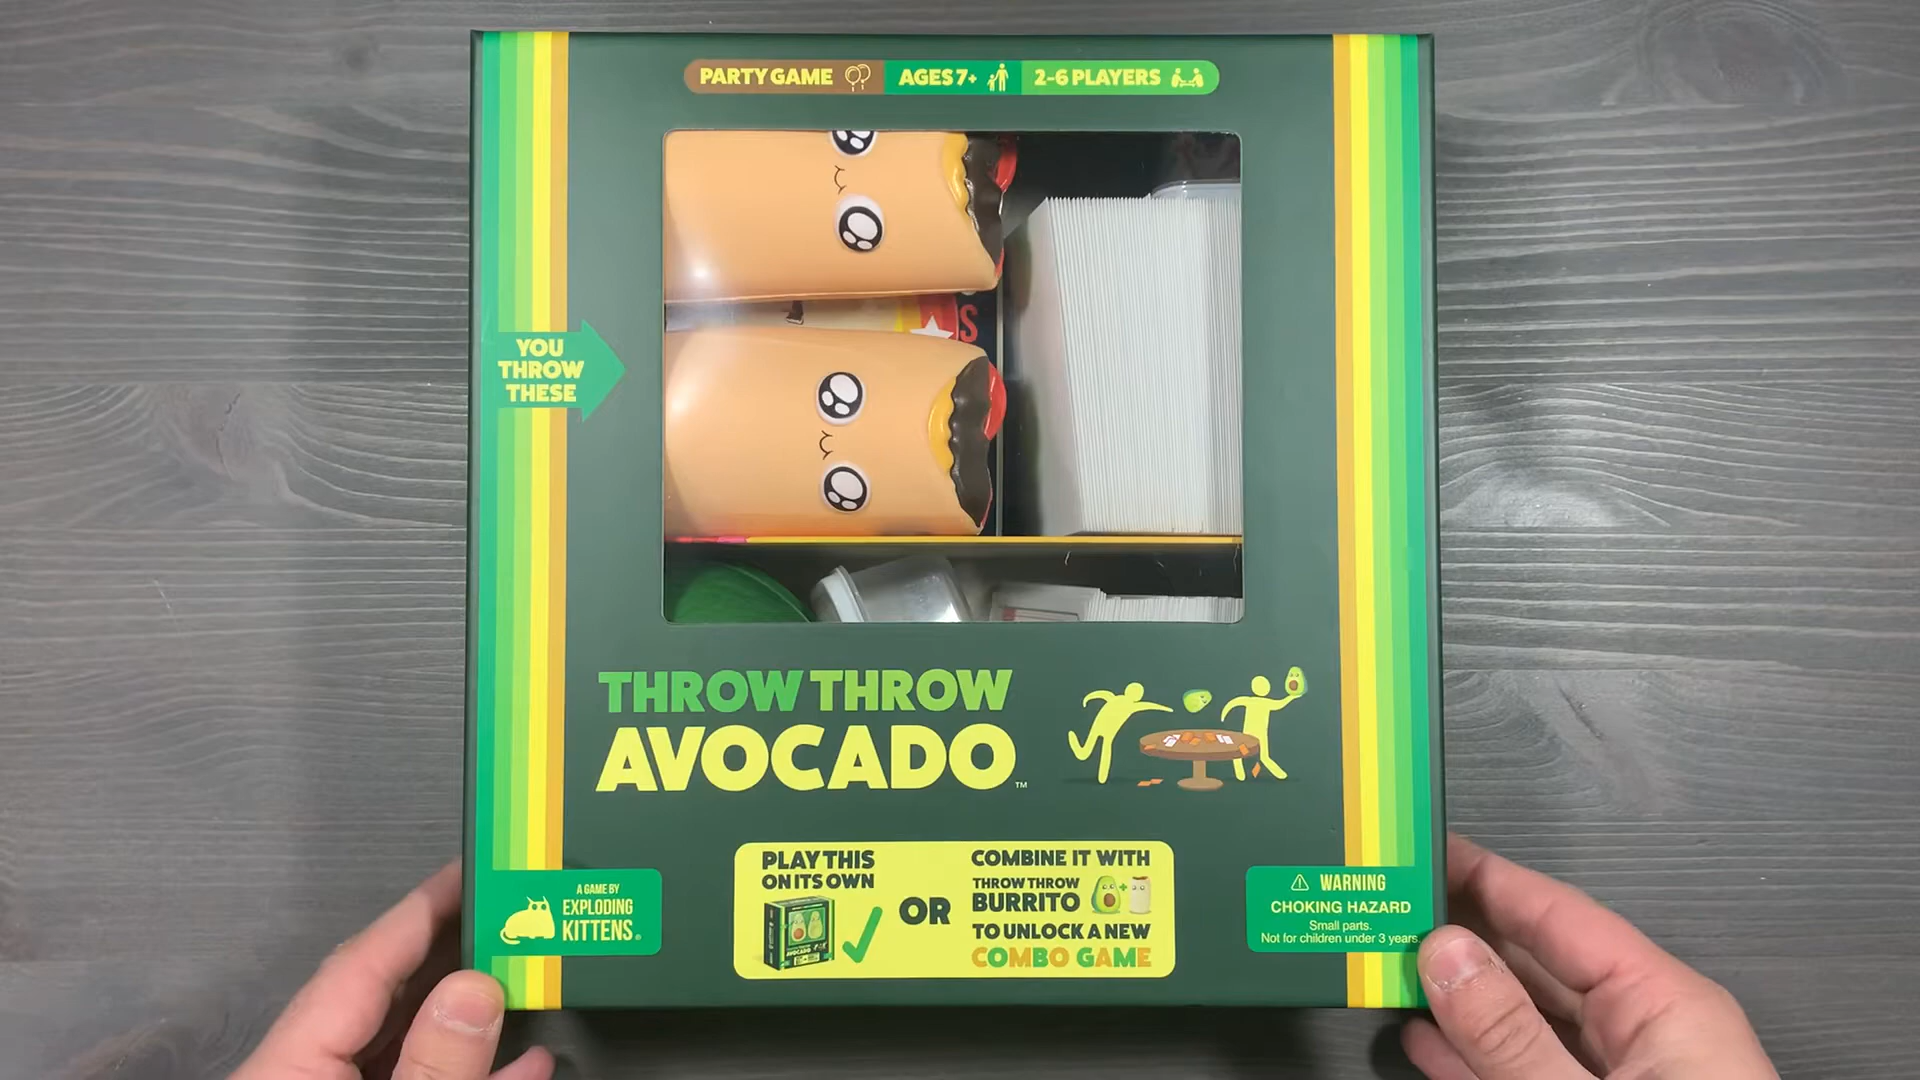 PARTY GAME
AGES 7+
2-6 PLAYERS
S
YOU
THROW
THESE
THROW THROW
AVOCADO™
A GAME BY
EXPLODING
KITTENS®
PLAY THIS
ON ITS OWN
AVOCADO
OR
COMBINE IT WITH
THROW THROW
BURRITO
TO UNLOCK A NEW
COMBO GAME
⚠ WARNING
CHOKING HAZARD
Small parts.
Not for children under 3 years.